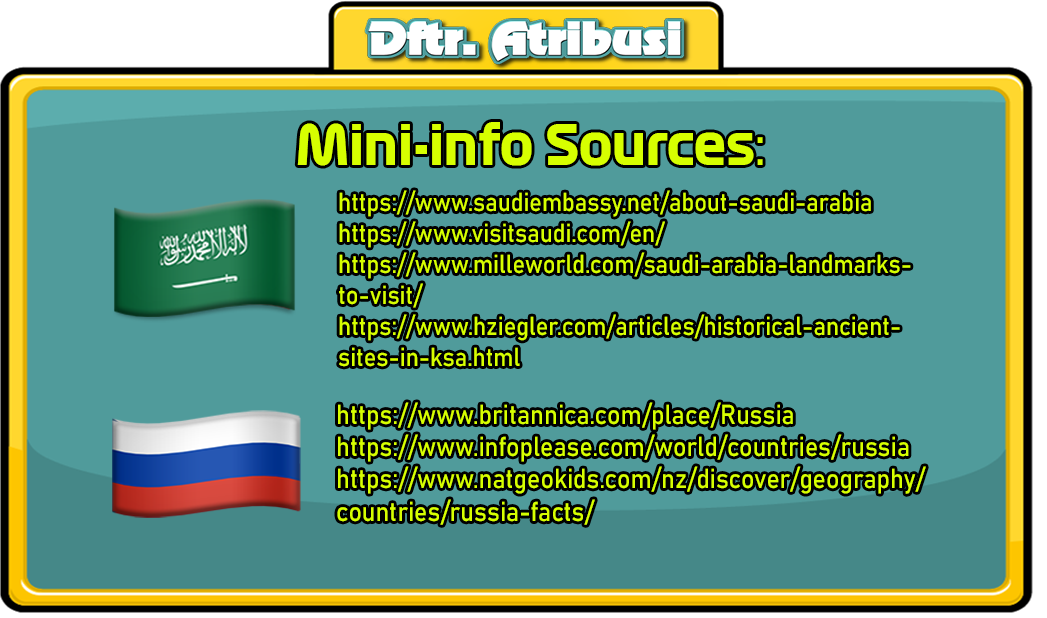 Dftr. Atribusi
Mini-info Sources:
لا إله إلا الله محمد رسول الله
https://www.saudiembassy.net/about-saudi-arabia
https://www.visitsaudi.com/en/
https://www.milleworld.com/saudi-arabia-landmarks-
to-visit/
https://www.hziegler.com/articles/historical-ancient-
sites-in-ksa.html
https://www.britannica.com/place/Russia
https://www.infoplease.com/world/countries/russia
https://www.natgeokids.com/nz/discover/geography/
countries/russia-facts/